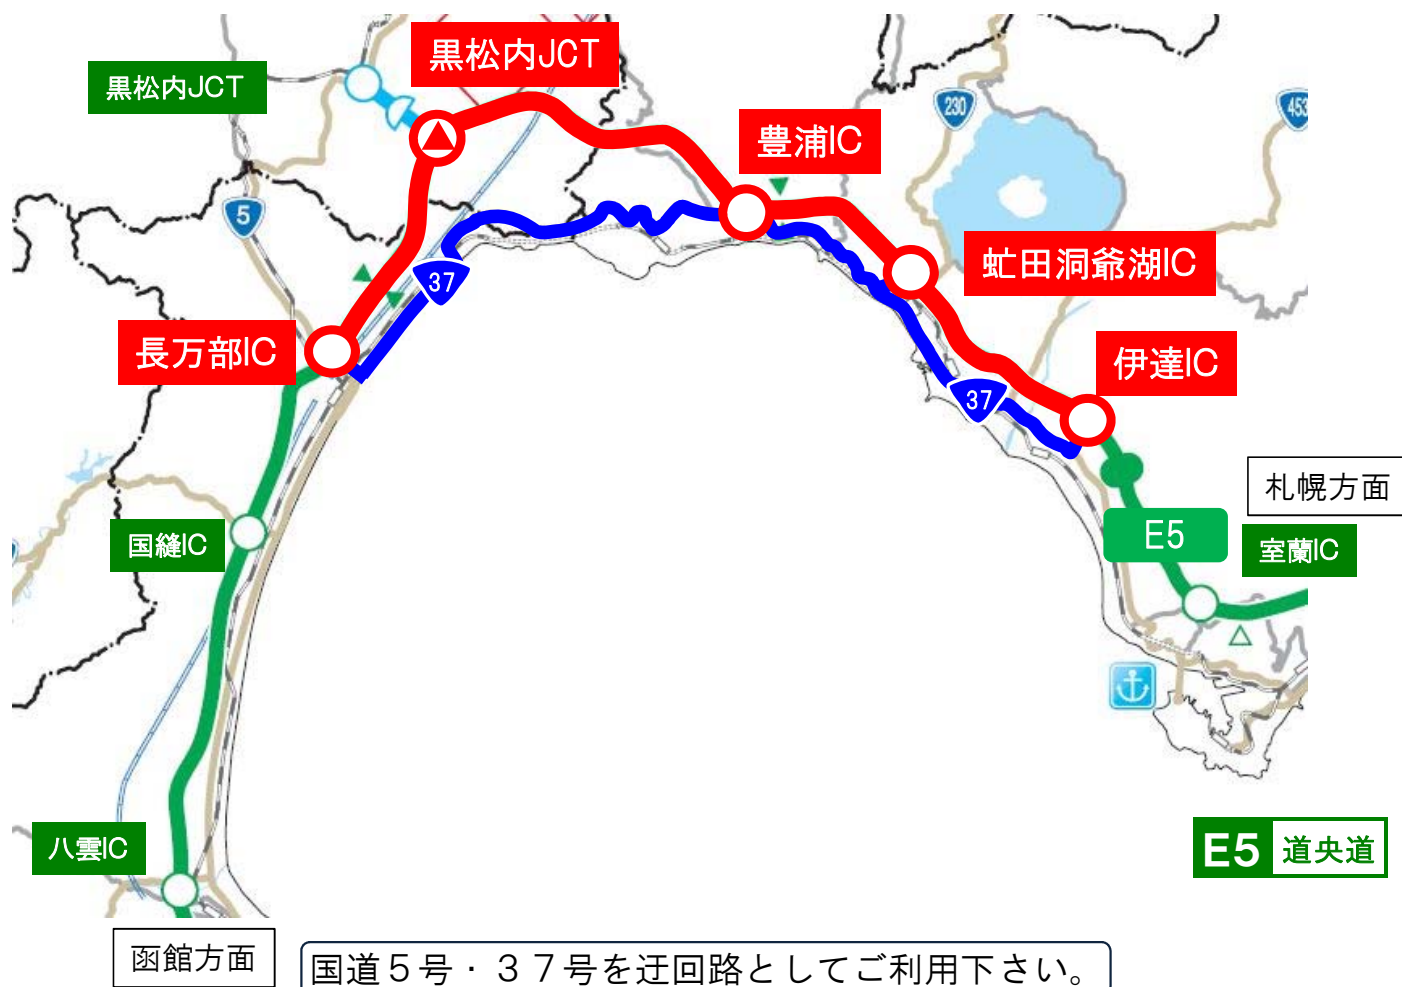 黒松内JCT
黒松内JCT
豊浦IC
230
453
5
虻田洞爺湖IC
37
長万部IC
伊達IC
37
札幌方面
E5
国縫IC
室蘭IC
E5 道央道
八雲IC
函館方面
国道５号・３７号を迂回路としてご利用下さい。